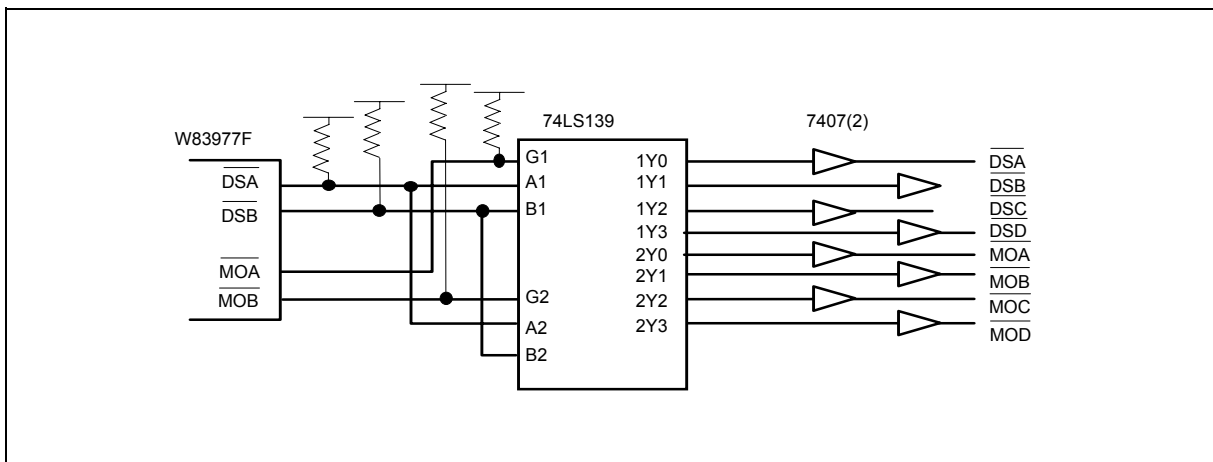 W83977F
DSA
DSB
MOA
MOB
74LS139
G1
A1
B1
G2
A2
B2
1Y0
1Y1
1Y2
1Y3
2Y0
2Y1
2Y2
2Y3
7407(2)
DSA
DSB
DSC
DSD
MOA
MOB
MOC
MOD